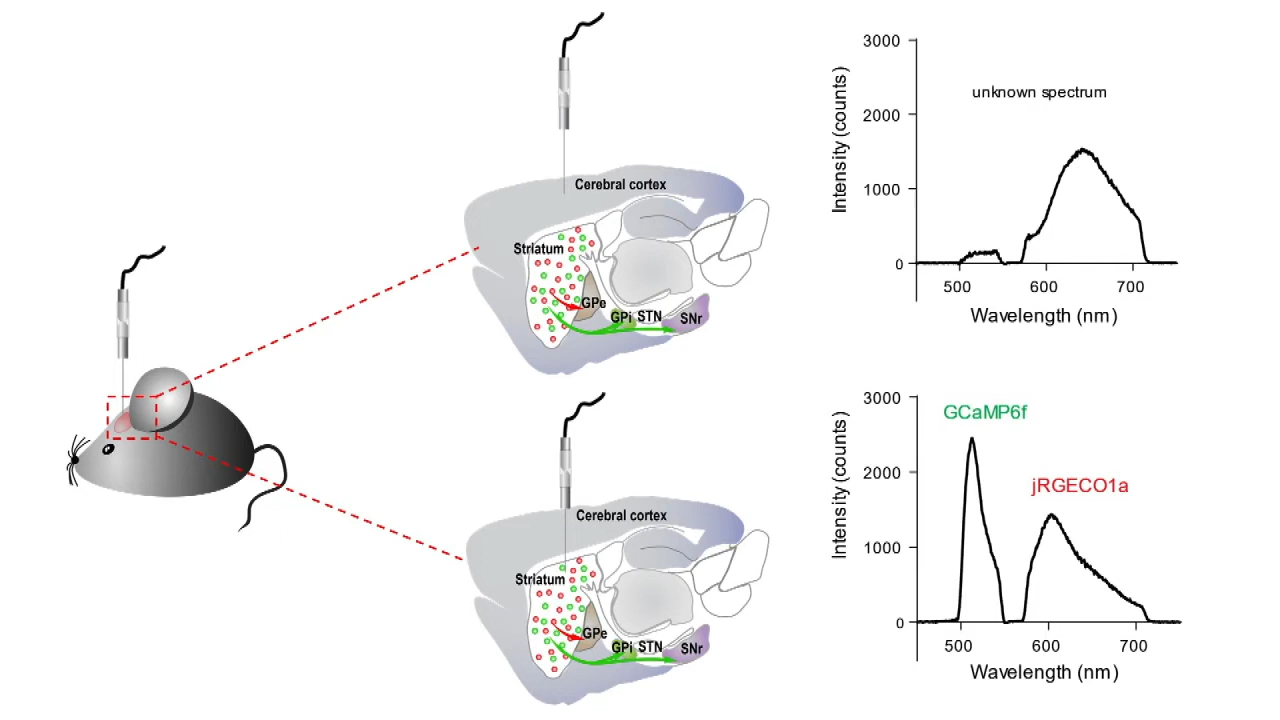 Cerebral cortex
Striatum
GPe
GPi STN SNr
3000
2000
1000
0
500 600 700
Intensity (counts)
Wavelength (nm)
unknown spectrum
Cerebral cortex
Striatum
GPe
GPi STN SNr
3000
2000
1000
0
500 600 700
Intensity (counts)
Wavelength (nm)
GCaMP6f
jRGECO1a